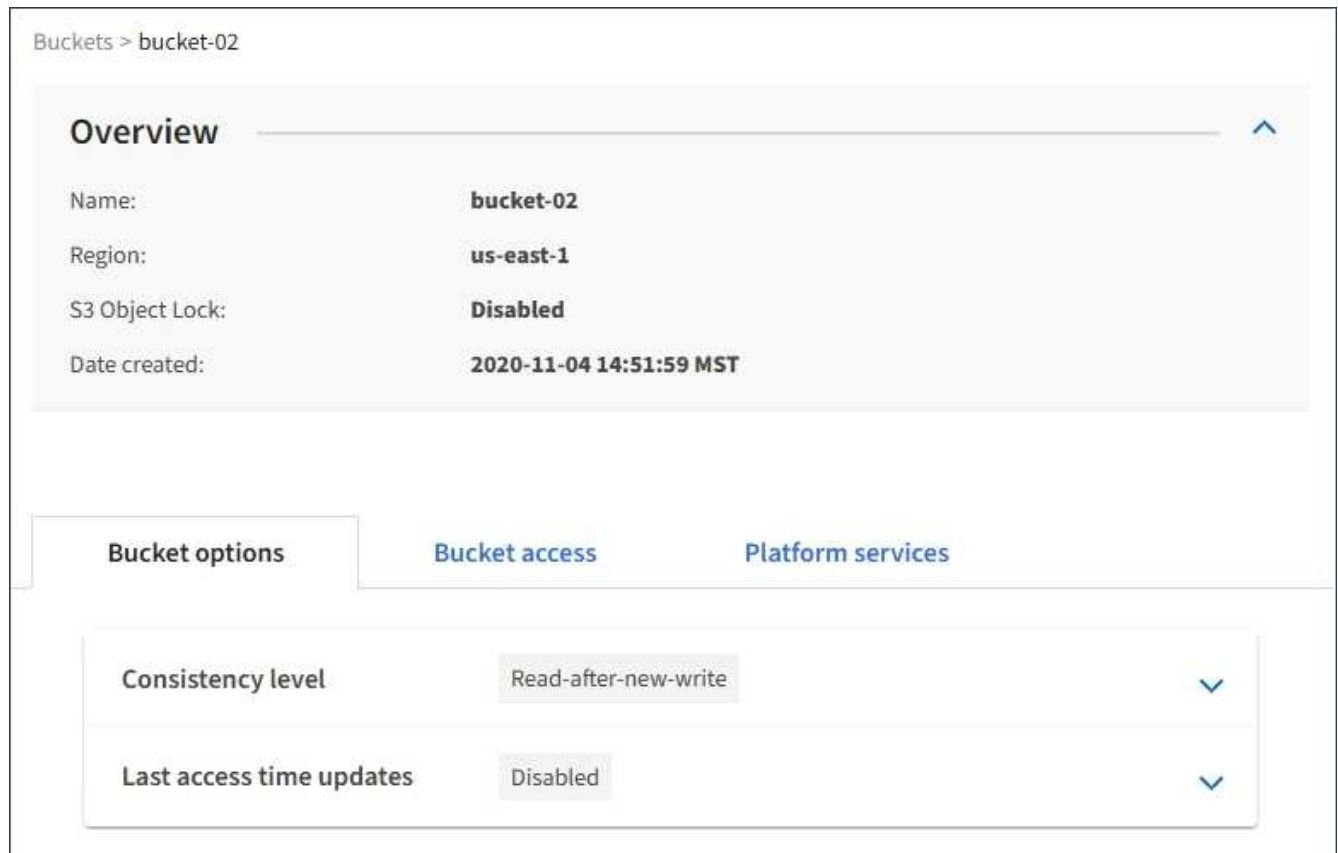 Buckets > bucket-02
Overview
Name: bucket-02
Region: us-east-1
S3 Object Lock: Disabled
Date created: 2020-11-04 14:51:59 MST
Bucket options Bucket access Platform services
Consistency level Read-after-new-write
Last access time updates Disabled